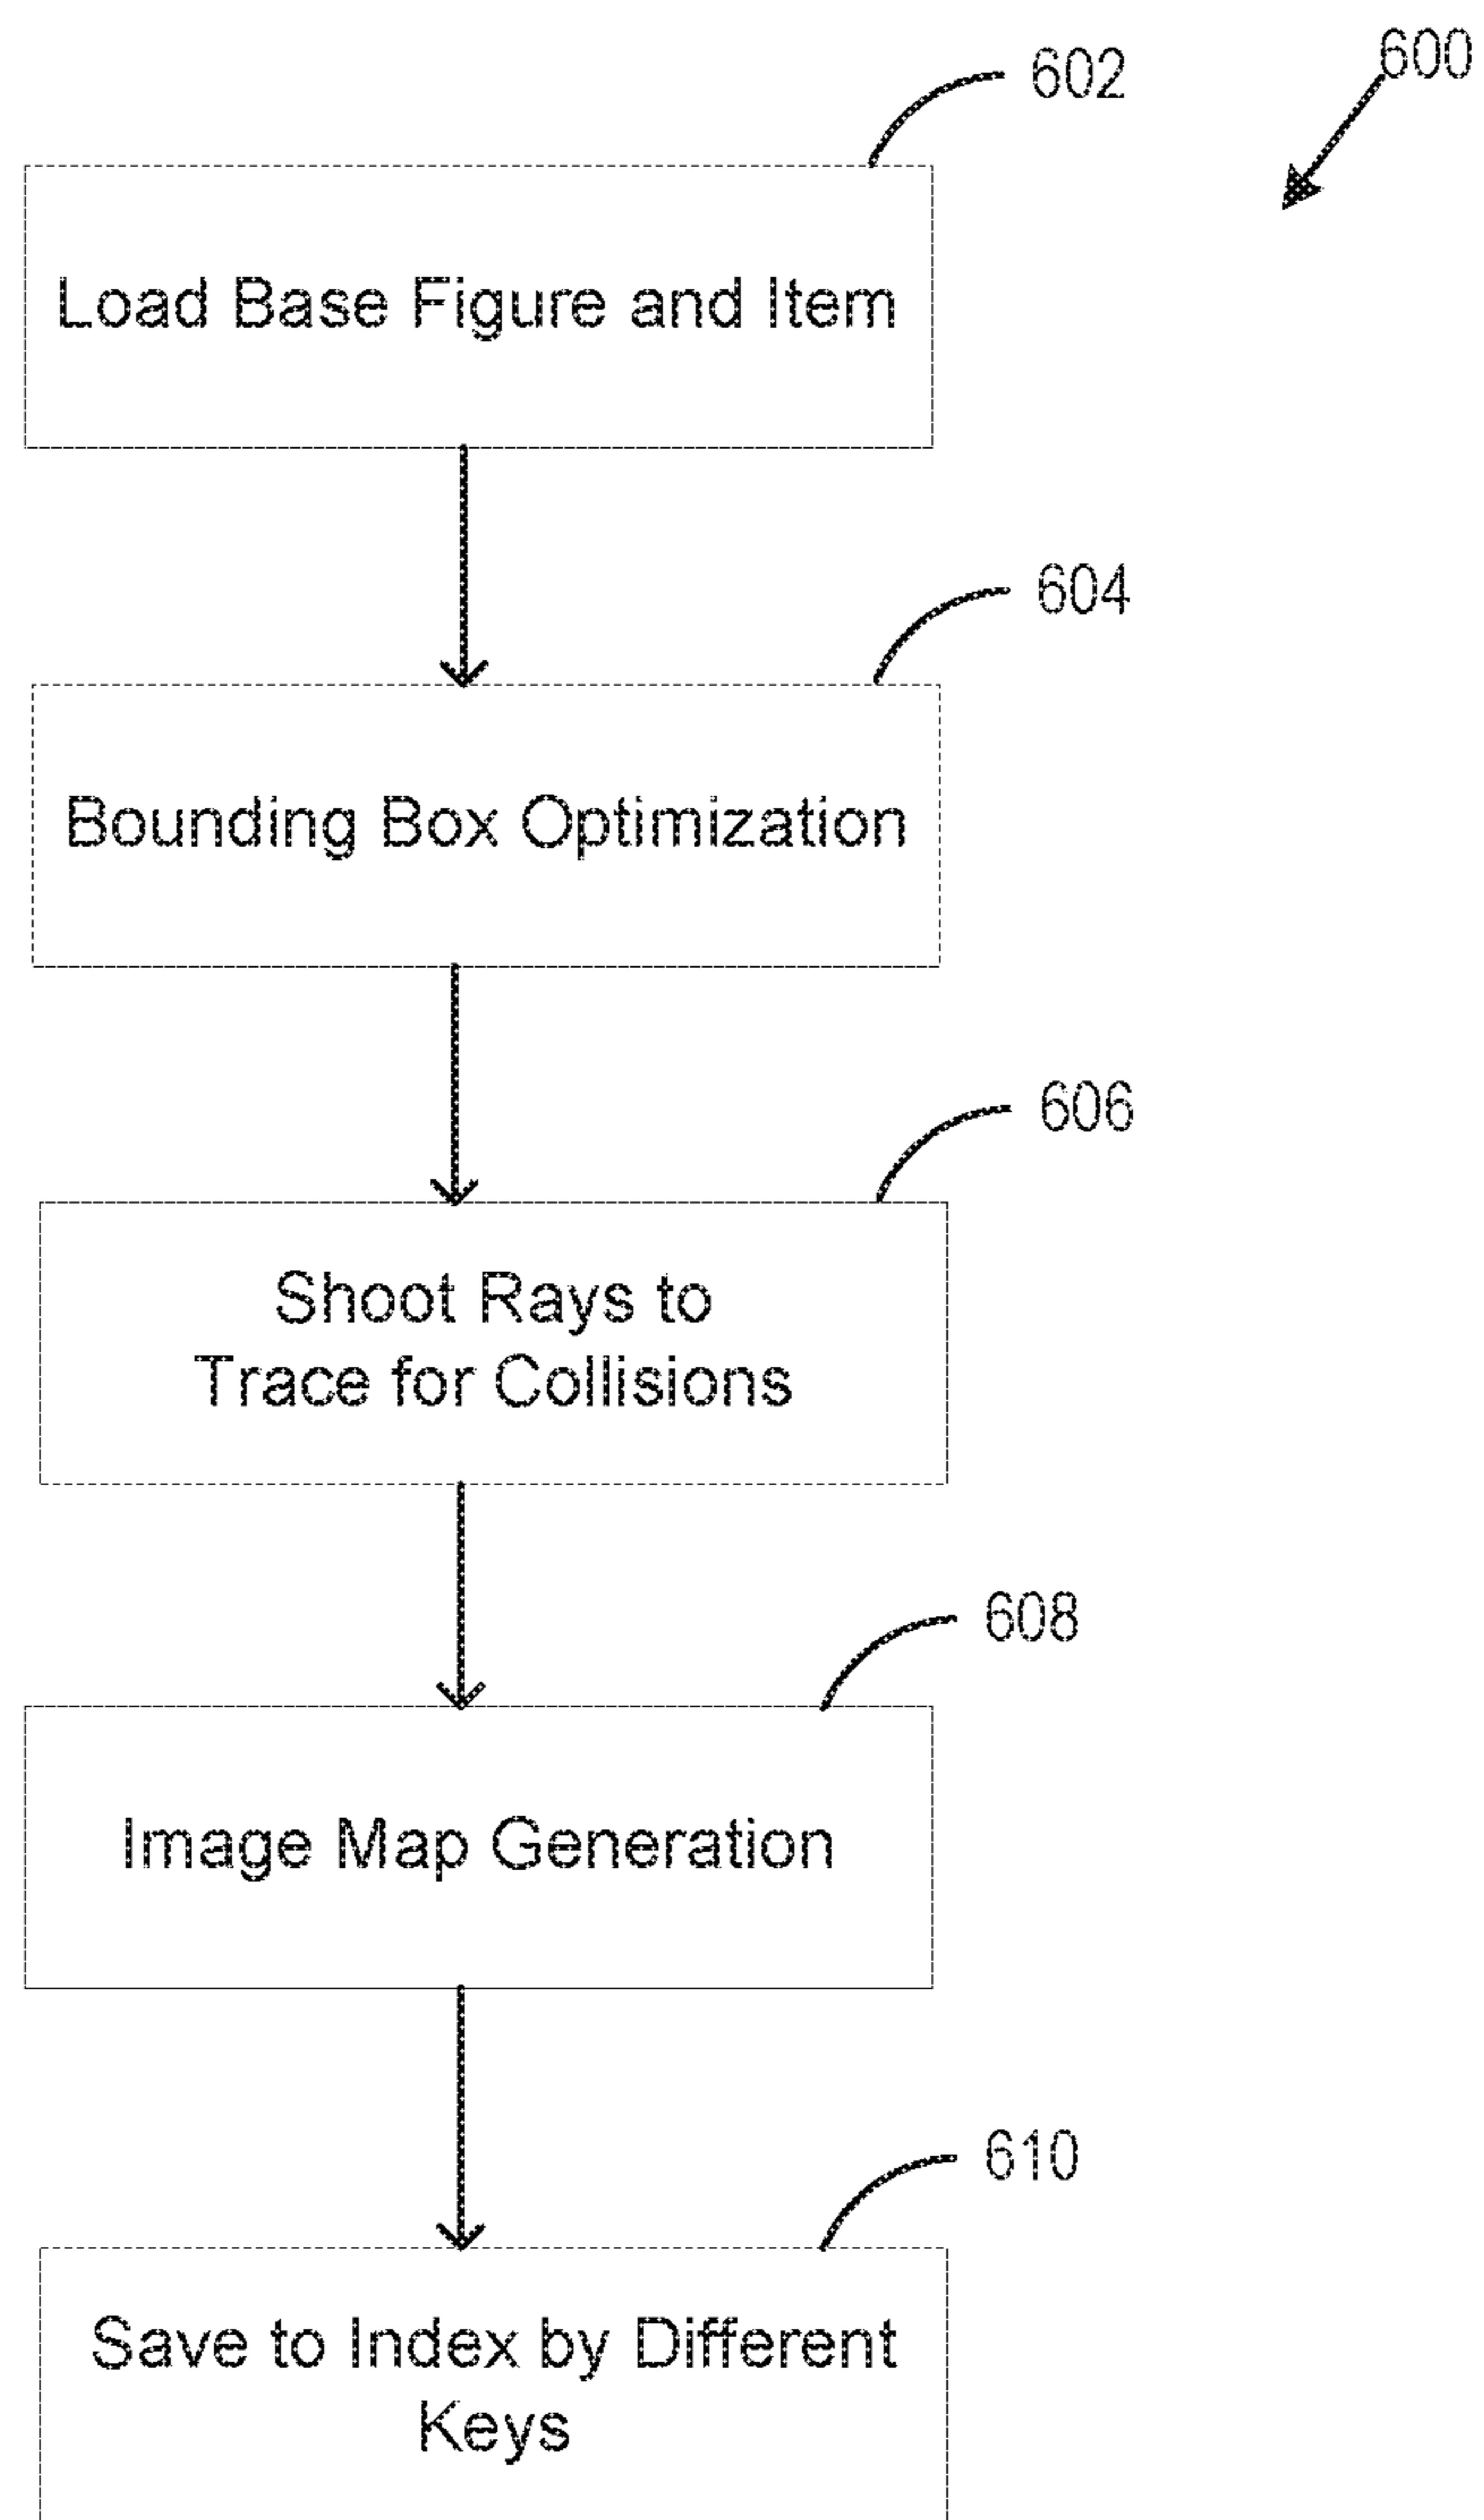 602
600
Load Base Figure and Item
604
Bounding Box Optimization
606
Shoot Rays to
Trace for Collisions
608
Image Map Generation
610
Save to Index by Different
Keys